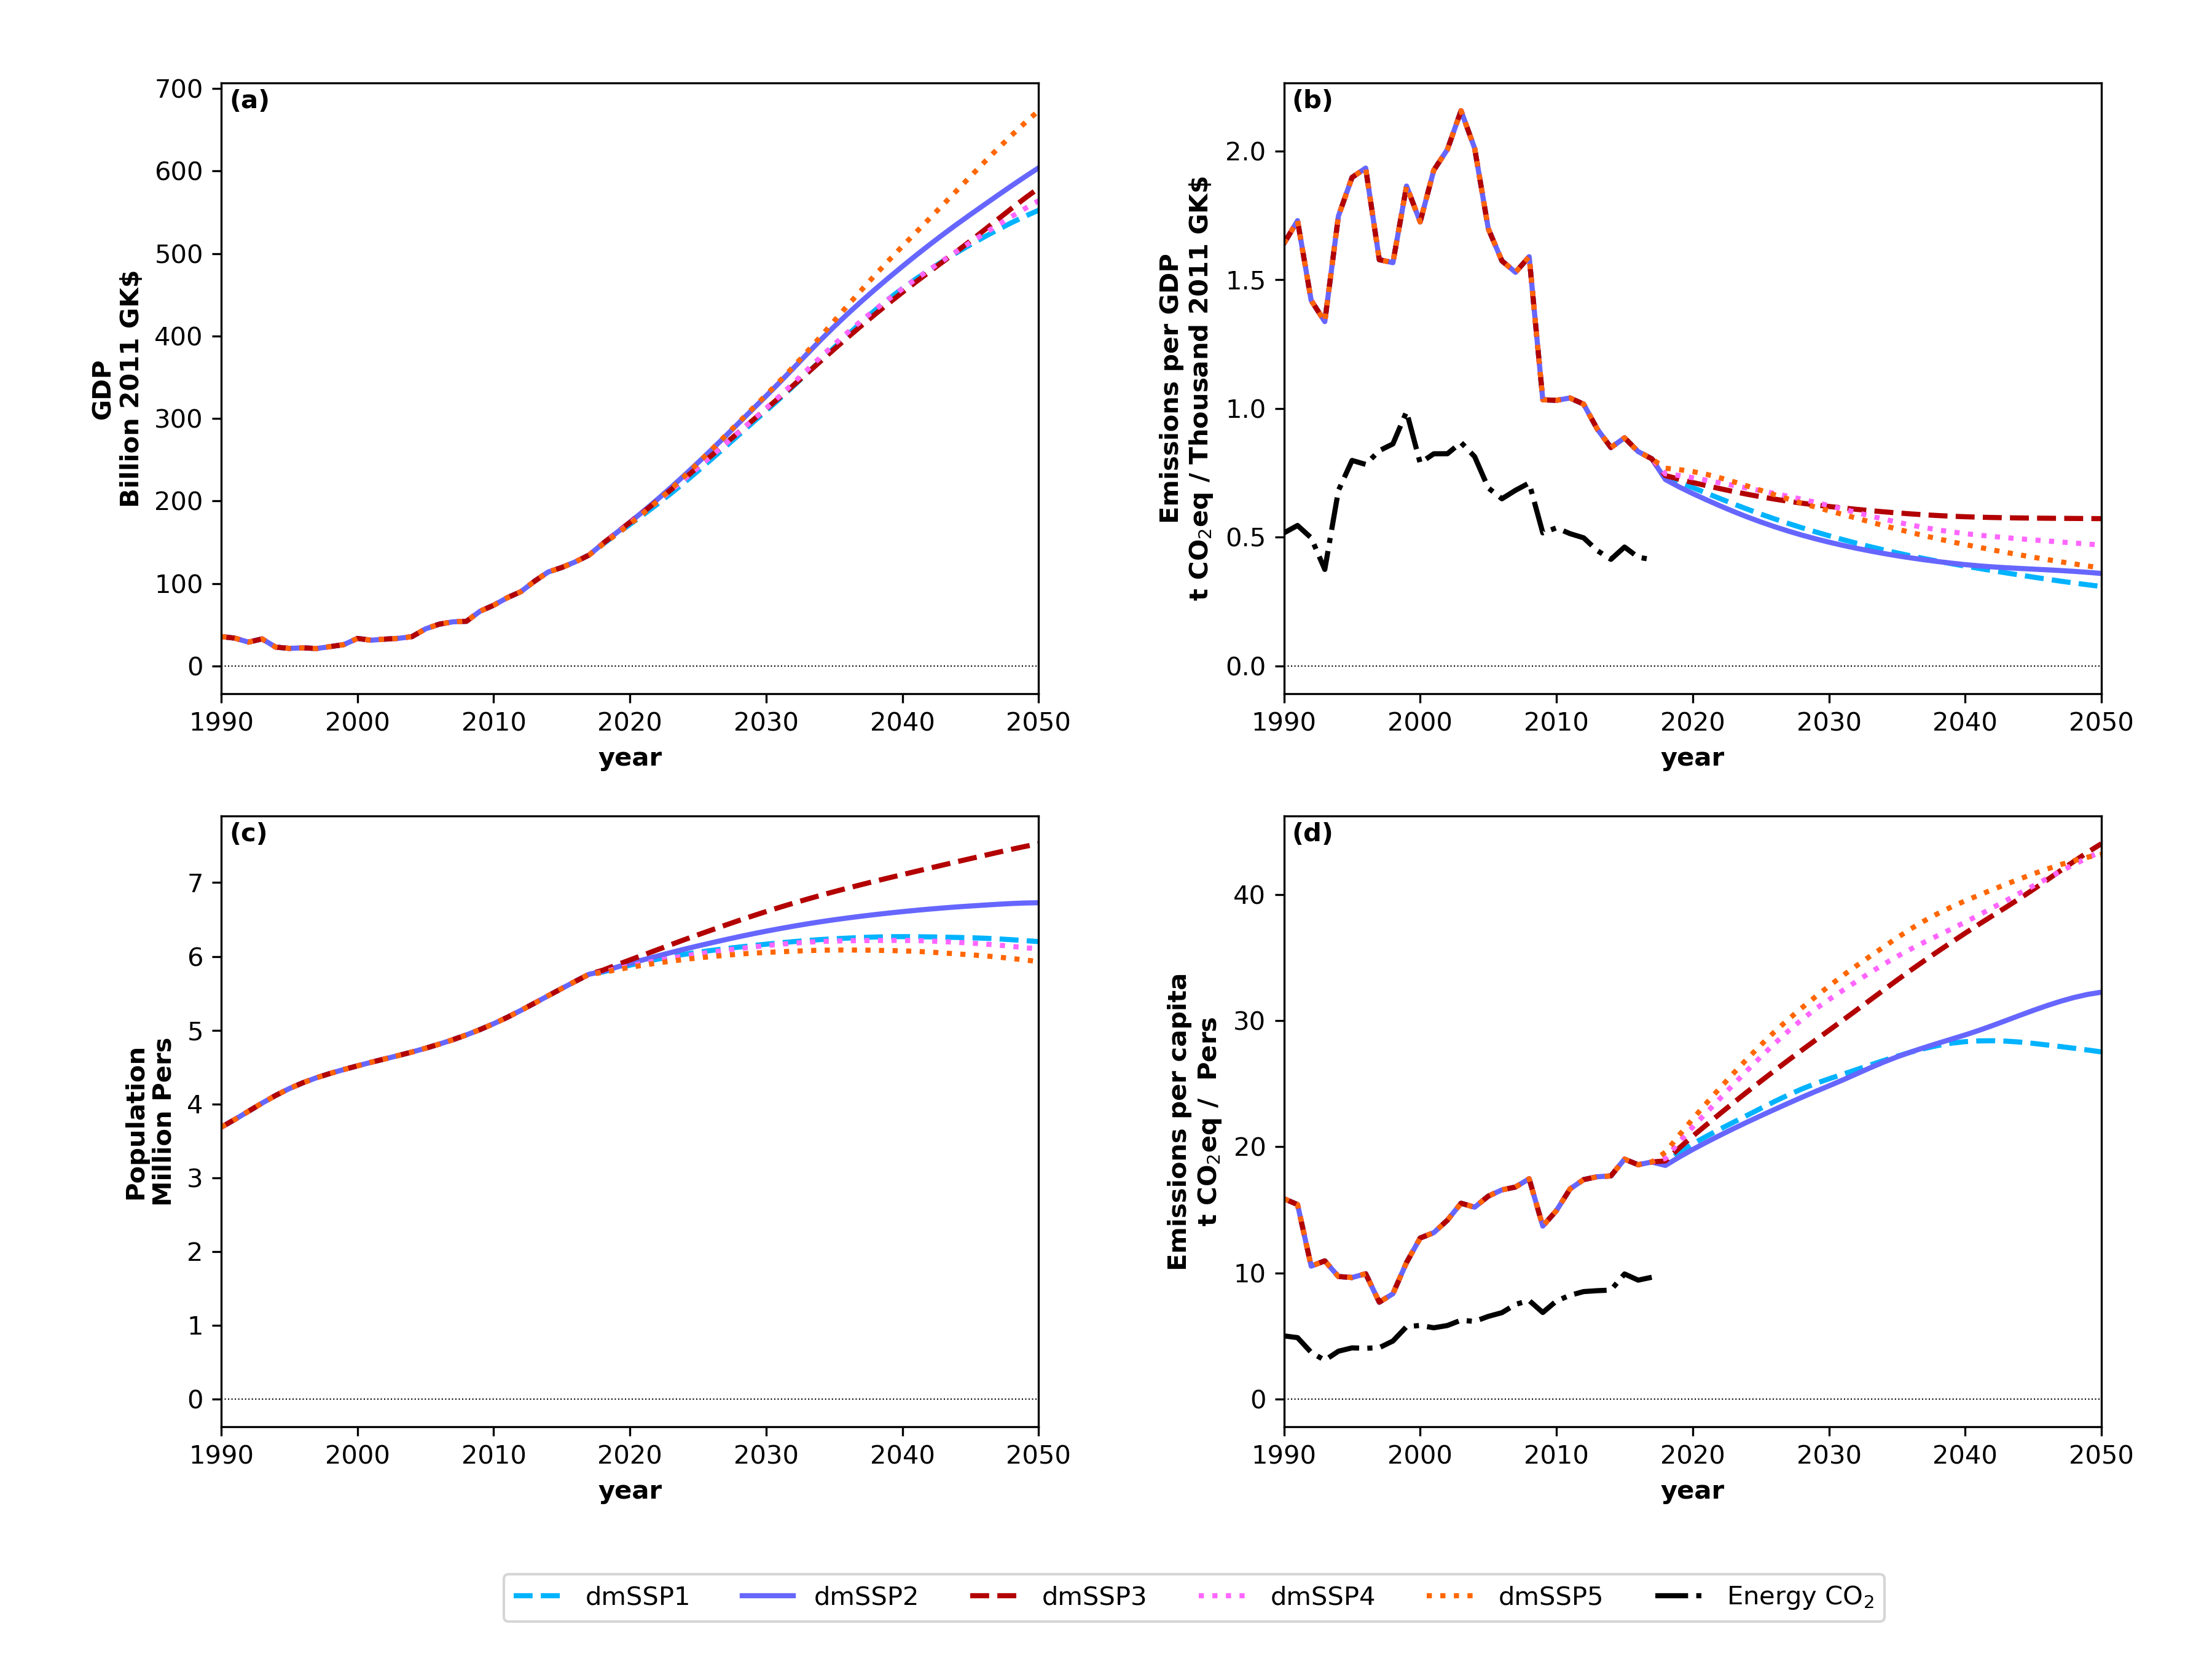 (a)
700
600
500
400
300
200
100
0
GDP
Billion 2011 GK$
1990 2000 2010 2020 2030 2040 2050
year
(b)
2.0
1.5
1.0
0.5
0.0
Emissions per GDP
t CO₂eq / Thousand 2011 GK$
1990 2000 2010 2020 2030 2040 2050
year
(c)
7
6
5
4
3
2
1
0
Population
Million Pers
1990 2000 2010 2020 2030 2040 2050
year
(d)
40
30
20
10
0
Emissions per capita
t CO₂eq / Pers
1990 2000 2010 2020 2030 2040 2050
year
dmSSP1 dmSSP2 dmSSP3 dmSSP4 dmSSP5 Energy CO₂